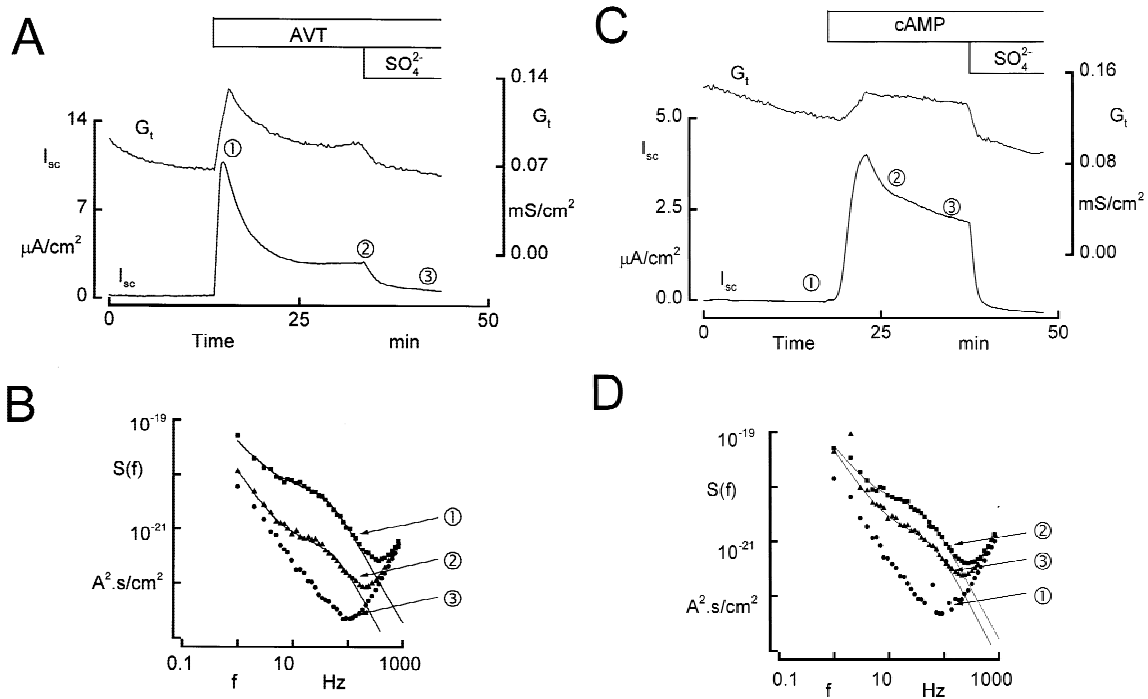 A
AVT
SO₄²⁻
14
7
0
Isc
μA/cm²
Gt
Isc
①
②
③
0.14
0.07
0.00
Gt
mS/cm²
0
25
50
Time
min
C
cAMP
SO₄²⁻
5.0
2.5
0.0
Isc
μA/cm²
Gt
Isc
①
②
③
0.16
0.08
0.00
Gt
mS/cm²
0
25
50
Time
min
B
10⁻¹⁹
S(f)
10⁻²¹
A².s/cm²
①
②
③
0.1
10
1000
f
Hz
D
10⁻¹⁹
S(f)
10⁻²¹
A².s/cm²
②
③
①
0.1
10
1000
f
Hz